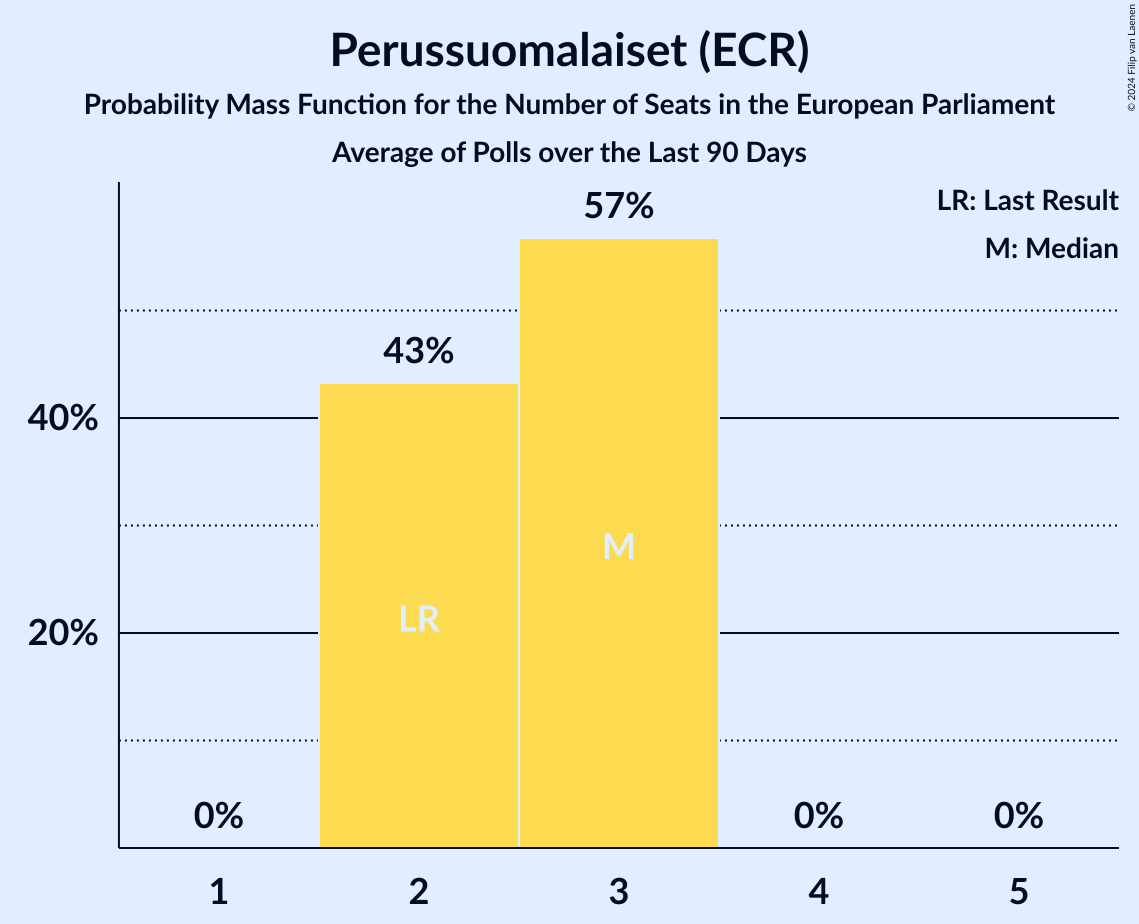 Perussuomalaiset (ECR)
Probability Mass Function for the Number of Seats in the European Parliament
Average of Polls over the Last 90 Days
© 2024 Filip van Laenen
LR: Last Result
M: Median
57%
43%
40%
M
LR
20%
0%
0%
0%
1
2
3
4
5